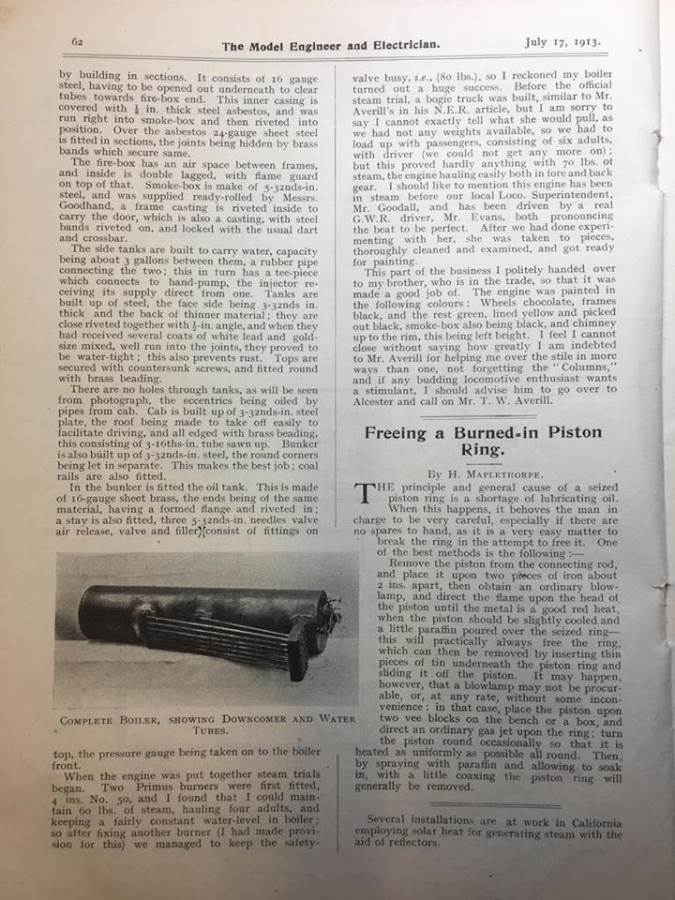 62
The Model Engineer and Electrician.
July 17, 1913.
by building in sections. It consists of 16 gauge
steel, having to be opened out underneath to clear
tubes towards fire-box end. This inner casing is
covered with ⅛ in. thick steel asbestos, and was
run right into smoke-box and then riveted into
position. Over the asbestos 24-gauge sheet steel
is fitted in sections, the joints being hidden by brass
bands which secure same.
The fire-box has an air space between frames,
and inside is double lagged, with flame guard
on top of that. Smoke-box is make of 5-32nds-in.
steel, and was supplied ready-rolled by Messrs.
Goodhand, a frame casting is riveted inside to
carry the door, which is also a casting, with steel
bands riveted on, and locked with the usual dart
and crossbar.
The side tanks are built to carry water, capacity
being about 3 gallons between them, a rubber pipe
connecting the two; this in turn has a tee-piece
which connects to hand-pump, the injector re-
ceiving its supply direct from one. Tanks are
built up of steel, the face side being 3-32nds in.
thick and the back of thinner material; they are
close riveted together with ½-in. angle, and when they
had received several coats of white lead and gold-
size mixed, well run into the joints, they proved to
be water-tight; this also prevents rust. Tops are
secured with countersunk screws, and fitted round
with brass beading.
There are no holes through tanks, as will be seen
from photograph, the eccentrics being oiled by
pipes from cab. Cab is built up of 3-32nds-in. steel
plate, the roof being made to take off easily to
facilitate driving, and all edged with brass beading,
this consisting of 3-16ths-in. tube sawn up. Bunker
is also built up of 3-32nds-in. steel, the round corners
being let in separate. This makes the best job; coal
rails are also fitted.
In the bunker is fitted the oil tank. This is made
of 16-gauge sheet brass, the ends being of the same
material, having a formed flange and riveted in;
a stay is also fitted, three 5-32nds-in. needles valve
air release, valve and filler consist of fittings on
COMPLETE BOILER, SHOWING DOWNCOMER AND WATER
TUBES.
top, the pressure gauge being taken on to the boiler
front.
When the engine was put together steam trials
began. Two Primus burners were first fitted,
4 ins. No. 50, and I found that I could main-
tain 60 lbs. of steam, hauling four adults, and
keeping a fairly constant water-level in boiler;
so after fixing another burner (I had made provi-
sion for this) we managed to keep the safety-
valve busy, i.e., (80 lbs.), so I reckoned my boiler
turned out a huge success. Before the official
steam trial, a bogie truck was built, similar to Mr.
Averill's in his N.E.R. article, but I am sorry to
say I cannot exactly tell what she would pull, as
we had not any weights available, so we had to
load up with passengers, consisting of six adults,
with driver (we could not get any more on);
but this proved hardly anything with 70 lbs. of
steam, the engine hauling easily both in fore and back
gear. I should like to mention this engine has been
in steam before our local Loco. Superintendent,
Mr. Goodall, and has been driven by a real
G.W.R. driver, Mr. Evans, both pronouncing
the beat to be perfect. After we had done experi-
menting with her, she was taken to pieces,
thoroughly cleaned and examined, and got ready
for painting.
This part of the business I politely handed over
to my brother, who is in the trade, so that it was
made a good job of. The engine was painted in
the following colours: Wheels chocolate, frames
black, and the rest green, lined yellow and picked
out black, smoke-box also being black, and chimney
up to the rim, this being left bright. I feel I cannot
close without saying how greatly I am indebted
to Mr. Averill for helping me over the stile in more
ways than one, not forgetting the "Columns,"
and if any budding locomotive enthusiast wants
a stimulant, I should advise him to go over to
Alcester and call on Mr. T. W. Averill.
Freeing a Burned-in Piston
Ring.
By H. MAPLETHORPE.
THE principle and general cause of a seized
piston ring is a shortage of lubricating oil.
When this happens, it behoves the man in
charge to be very careful, especially if there are
no spares to hand, as it is a very easy matter to
break the ring in the attempt to free it. One
of the best methods is the following:—
Remove the piston from the connecting rod,
and place it upon two pieces of iron about
2 ins. apart, then obtain an ordinary blow-
lamp, and direct the flame upon the head of
the piston until the metal is a good red heat,
when the piston should be slightly cooled and
a little paraffin poured over the seized ring—
this will practically always free the ring,
which can then be removed by inserting thin
pieces of tin underneath the piston ring and
sliding it off the piston. It may happen,
however, that a blowlamp may not be procur-
able, or, at any rate, without some incon-
venience: in that case, place the piston upon
two vee blocks on the bench or a box, and
direct an ordinary gas jet upon the ring; turn
the piston round occasionally so that it is
heated as uniformly as possible all round. Then,
by spraying with paraffin and allowing to soak
in, with a little coaxing the piston ring will
generally be removed.
Several installations are at work in California
employing solar heat for generating steam with the
aid of reflectors.